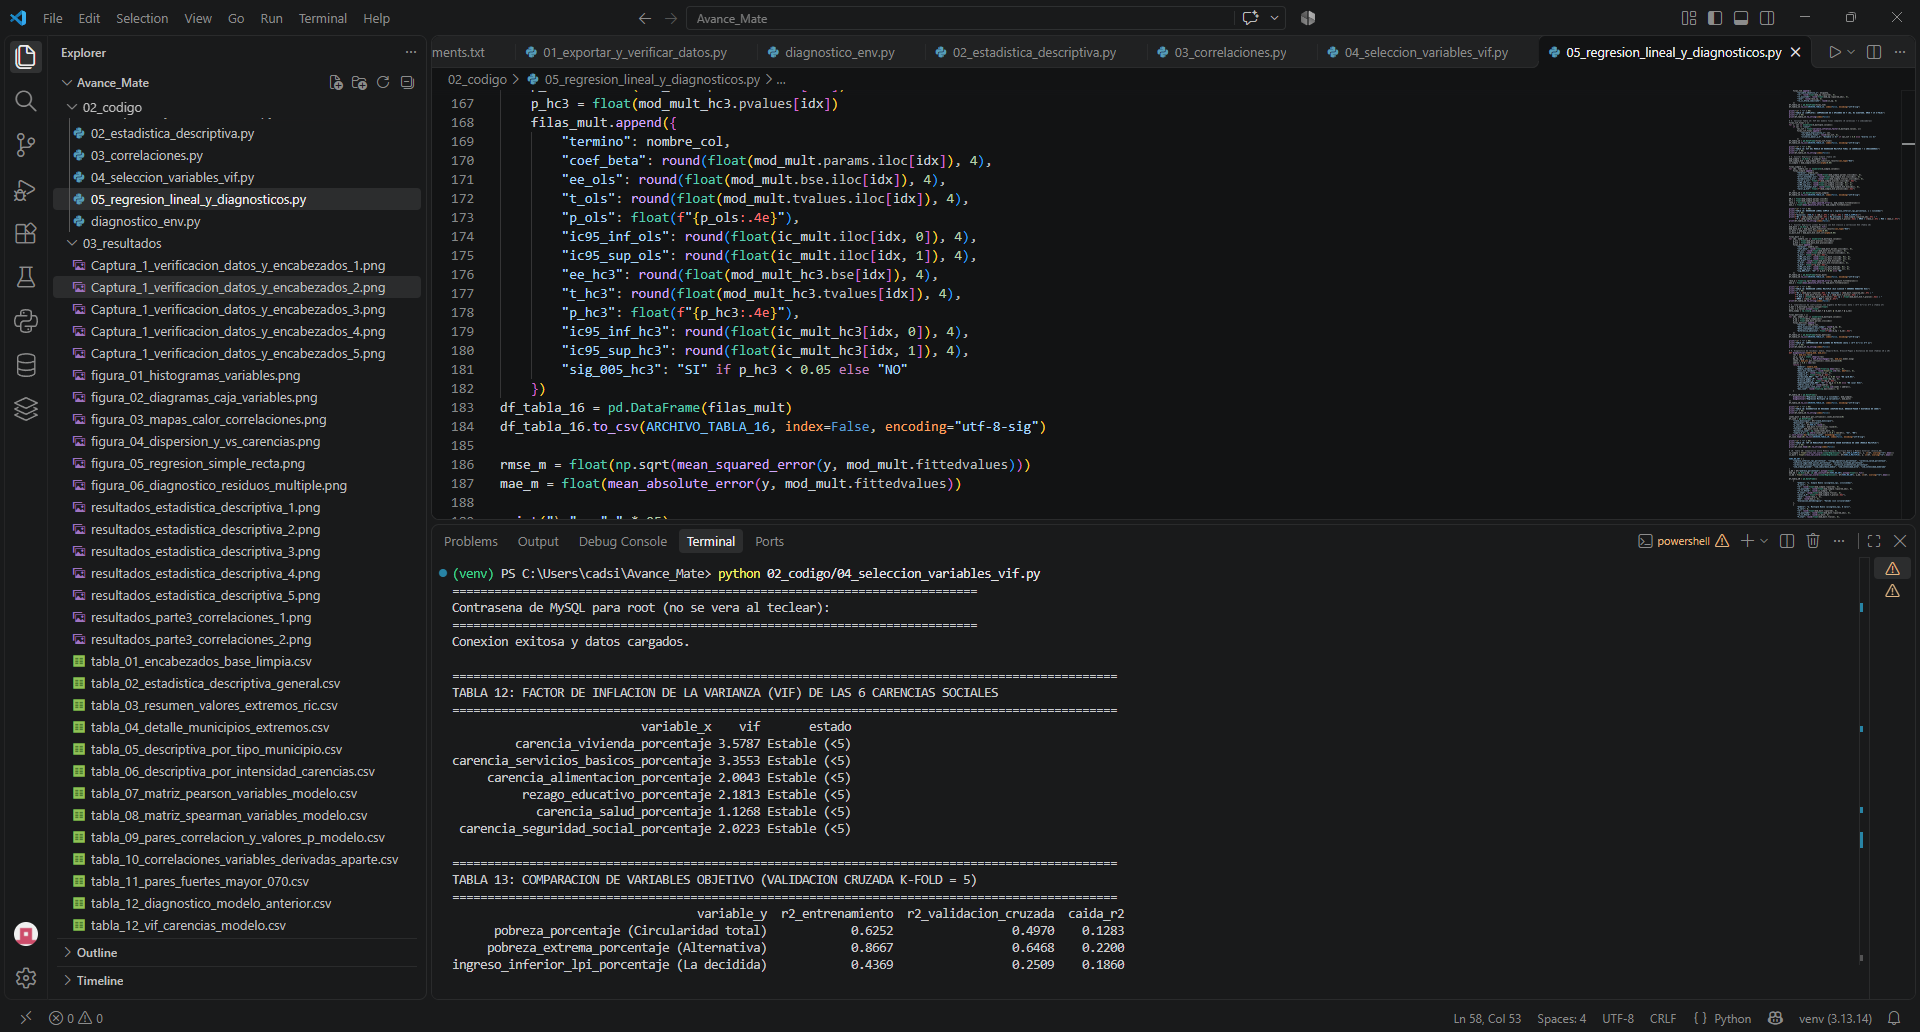 File Edit Selection View Go Run Terminal Help
Avance_Mate
Explorer
Avance_Mate
02_codigo
02_estadistica_descriptiva.py
03_correlaciones.py
04_seleccion_variables_vif.py
05_regresion_lineal_y_diagnosticos.py
diagnostico_env.py
03_resultados
Captura_1_verificacion_datos_y_encabezados_1.png
Captura_1_verificacion_datos_y_encabezados_2.png
Captura_1_verificacion_datos_y_encabezados_3.png
Captura_1_verificacion_datos_y_encabezados_4.png
Captura_1_verificacion_datos_y_encabezados_5.png
figura_01_histogramas_variables.png
figura_02_diagramas_caja_variables.png
figura_03_mapas_calor_correlaciones.png
figura_04_dispersion_y_vs_carencias.png
figura_05_regresion_simple_recta.png
figura_06_diagnostico_residuos_multiple.png
resultados_estadistica_descriptiva_1.png
resultados_estadistica_descriptiva_2.png
resultados_estadistica_descriptiva_3.png
resultados_estadistica_descriptiva_4.png
resultados_estadistica_descriptiva_5.png
resultados_parte3_correlaciones_1.png
resultados_parte3_correlaciones_2.png
tabla_01_encabezados_base_limpia.csv
tabla_02_estadistica_descriptiva_general.csv
tabla_03_resumen_valores_extremos_ric.csv
tabla_04_detalle_municipios_extremos.csv
tabla_05_descriptiva_por_tipo_municipio.csv
tabla_06_descriptiva_por_intensidad_carencias.csv
tabla_07_matriz_pearson_variables_modelo.csv
tabla_08_matriz_spearman_variables_modelo.csv
tabla_09_pares_correlacion_y_valores_p_modelo.csv
tabla_10_correlaciones_variables_derivadas_aparte.csv
tabla_11_pares_fuertes_mayor_070.csv
tabla_12_diagnostico_modelo_anterior.csv
tabla_12_vif_carencias_modelo.csv
Outline
Timeline
ments.txt 01_exportar_y_verificar_datos.py diagnostico_env.py 02_estadistica_descriptiva.py 03_correlaciones.py 04_seleccion_variables_vif.py 05_regresion_lineal_y_diagnosticos.py
02_codigo > 05_regresion_lineal_y_diagnosticos.py > ...
167 p_hc3 = float(mod_mult_hc3.pvalues[idx])
168 filas_mult.append({
169 "termino": nombre_col,
170 "coef_beta": round(float(mod_mult.params.iloc[idx]), 4),
171 "ee_ols": round(float(mod_mult.bse.iloc[idx]), 4),
172 "t_ols": round(float(mod_mult.tvalues.iloc[idx]), 4),
173 "p_ols": float(f"{p_ols:.4e}"),
174 "ic95_inf_ols": round(float(ic_mult.iloc[idx, 0]), 4),
175 "ic95_sup_ols": round(float(ic_mult.iloc[idx, 1]), 4),
176 "ee_hc3": round(float(mod_mult_hc3.bse[idx]), 4),
177 "t_hc3": round(float(mod_mult_hc3.tvalues[idx]), 4),
178 "p_hc3": float(f"{p_hc3:.4e}"),
179 "ic95_inf_hc3": round(float(ic_mult_hc3[idx, 0]), 4),
180 "ic95_sup_hc3": round(float(ic_mult_hc3[idx, 1]), 4),
181 "sig_005_hc3": "SI" if p_hc3 < 0.05 else "NO"
182 })
183 df_tabla_16 = pd.DataFrame(filas_mult)
184 df_tabla_16.to_csv(ARCHIVO_TABLA_16, index=False, encoding="utf-8-sig")
185
186 rmse_m = float(np.sqrt(mean_squared_error(y, mod_mult.fittedvalues)))
187 mae_m = float(mean_absolute_error(y, mod_mult.fittedvalues))
188
Problems Output Debug Console Terminal Ports
powershell
(venv) PS C:\Users\cadsi\Avance_Mate> python 02_codigo/04_seleccion_variables_vif.py
===========================================================================
Contrasena de MySQL para root (no se vera al teclear):
===========================================================================
Conexion exitosa y datos cargados.
===============================================================================================
TABLA 12: FACTOR DE INFLACION DE LA VARIANZA (VIF) DE LAS 6 CARENCIAS SOCIALES
===============================================================================================
variable_x vif estado
carencia_vivienda_porcentaje 3.5787 Estable (<5)
carencia_servicios_basicos_porcentaje 3.3553 Estable (<5)
carencia_alimentacion_porcentaje 2.0043 Estable (<5)
rezago_educativo_porcentaje 2.1813 Estable (<5)
carencia_salud_porcentaje 1.1268 Estable (<5)
carencia_seguridad_social_porcentaje 2.0223 Estable (<5)
===============================================================================================
TABLA 13: COMPARACION DE VARIABLES OBJETIVO (VALIDACION CRUZADA K-FOLD = 5)
===============================================================================================
variable_y r2_entrenamiento r2_validacion_cruzada caida_r2
pobreza_porcentaje (Circularidad total) 0.6252 0.4970 0.1283
pobreza_extrema_porcentaje (Alternativa) 0.8667 0.6468 0.2200
ingreso_inferior_lpi_porcentaje (La decidida) 0.4369 0.2509 0.1860
0 0
Ln 58, Col 53 Spaces: 4 UTF-8 CRLF { } Python venv (3.13.14)